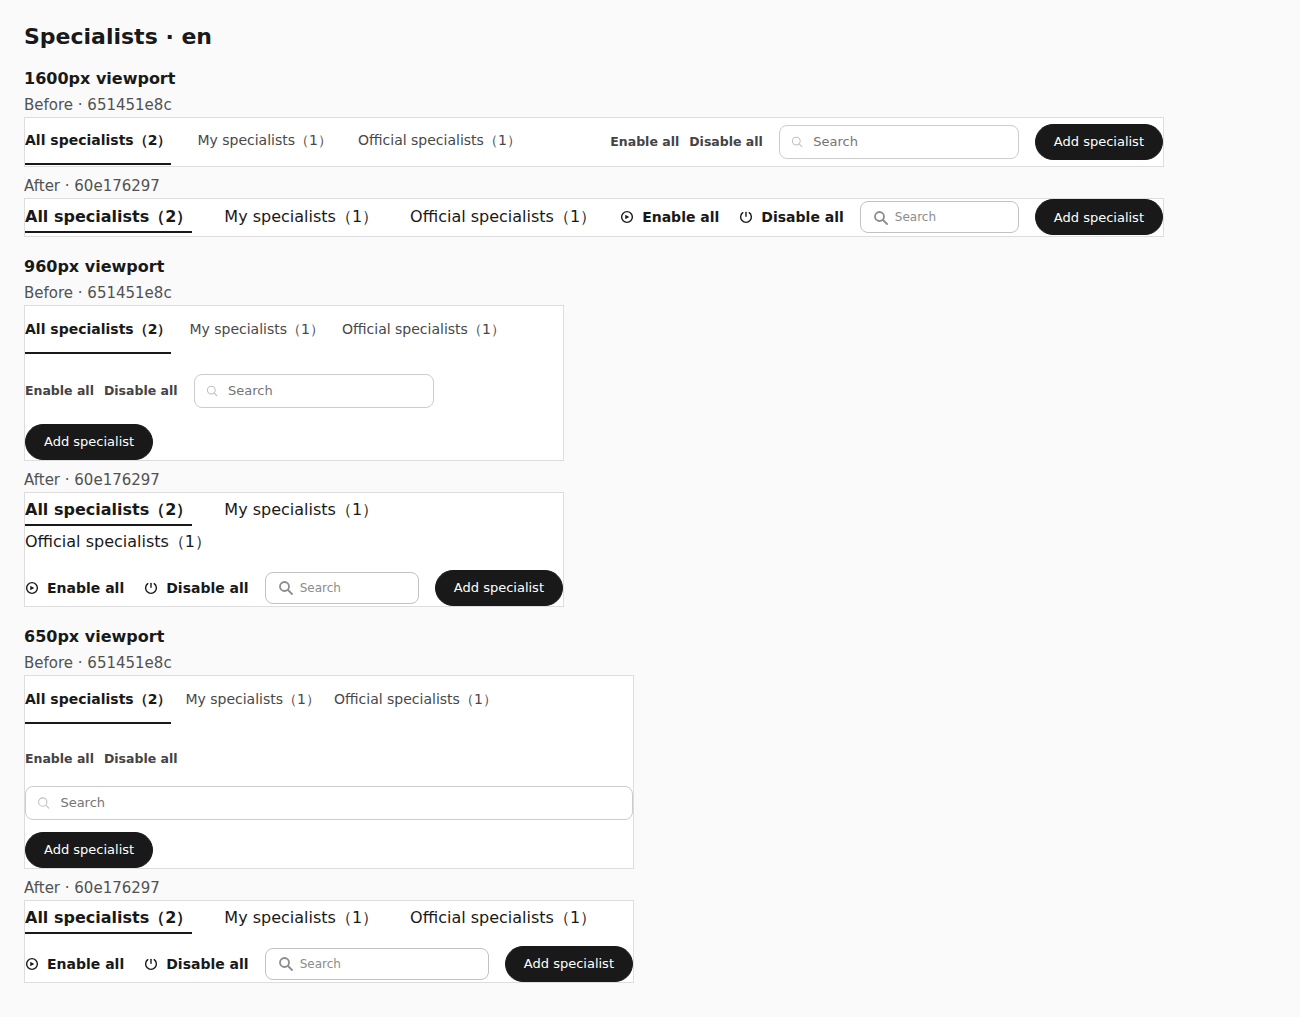 Specialists · en
1600px viewport
Before · 651451e8c
All specialists（2） My specialists（1） Official specialists（1） Enable all Disable all Search Add specialist
After · 60e176297
All specialists（2） My specialists（1） Official specialists（1） Enable all Disable all Search Add specialist
960px viewport
Before · 651451e8c
All specialists（2） My specialists（1） Official specialists（1）
Enable all Disable all Search
Add specialist
After · 60e176297
All specialists（2） My specialists（1）
Official specialists（1）
Enable all Disable all Search Add specialist
650px viewport
Before · 651451e8c
All specialists（2） My specialists（1） Official specialists（1）
Enable all Disable all
Search
Add specialist
After · 60e176297
All specialists（2） My specialists（1） Official specialists（1）
Enable all Disable all Search Add specialist